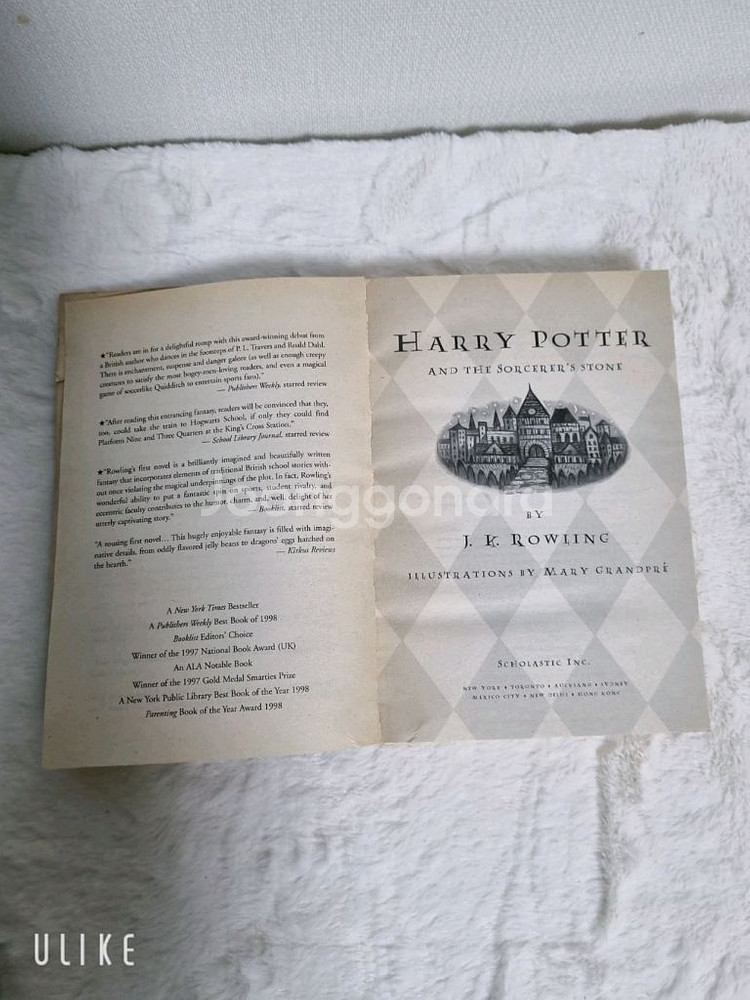 ★"Readers are in for a delightful romp with this award-winning debut from
a British author who dances in the footsteps of P. L. Travers and Roald Dahl.
There is enchantment, suspense and danger galore (as well as enough creepy
creatures to satisfy the most bogey-men-loving readers, and even a magical
game of soccerlike Quidditch to entertain sports fans)."
— Publishers Weekly, starred review
★"After reading this entrancing fantasy, readers will be convinced that they,
too, could take the train to Hogwarts School, if only they could find
Platform Nine and Three Quarters at the King's Cross Station."
— School Library Journal, starred review
★"Rowling's first novel is a brilliantly imagined and beautifully written
fantasy that incorporates elements of traditional British school stories with-
out once violating the magical underpinnings of the plot. In fact, Rowling's
wonderful ability to put a fantastic spin on sports, student rivalry, and
eccentric faculty contributes to the humor, charm, and, well, delight of her
utterly captivating story."
— Booklist, starred review
"A rousing first novel... This hugely enjoyable fantasy is filled with imagi-
native details, from oddly flavored jelly beans to dragons' eggs hatched on
the hearth."
— Kirkus Reviews
A New York Times Bestseller
A Publishers Weekly Best Book of 1998
Booklist Editors' Choice
Winner of the 1997 National Book Award (UK)
An ALA Notable Book
Winner of the 1997 Gold Medal Smarties Prize
A New York Public Library Best Book of the Year 1998
Parenting Book of the Year Award 1998
HARRY POTTER
AND THE SORCERER'S STONE
BY
J. K. ROWLING
ILLUSTRATIONS BY MARY GRANDPRÉ
SCHOLASTIC INC.
NEW YORK • TORONTO • AUCKLAND • SYDNEY
MEXICO CITY • NEW DELHI • HONG KONG
ULIKE